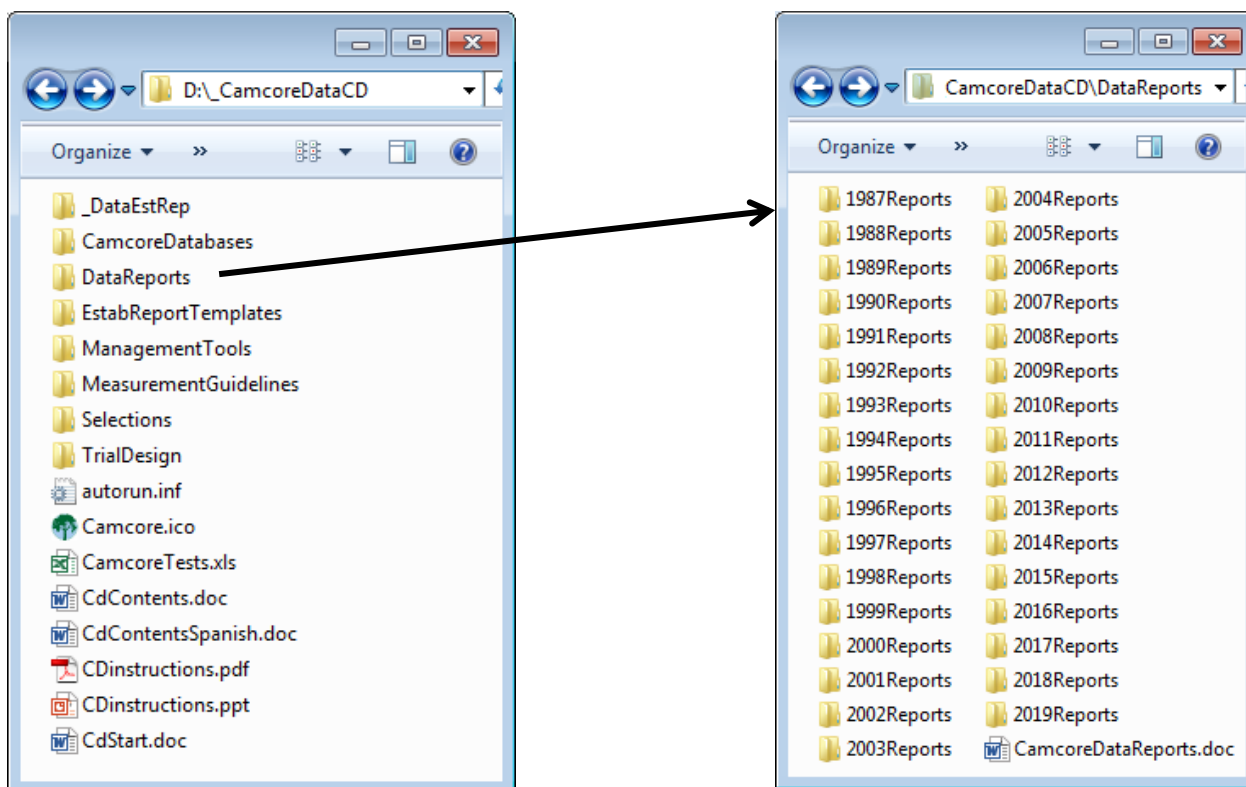 D:\_CamcoreDataCD
Organize
»
_DataEstRep
CamcoreDatabases
DataReports
EstabReportTemplates
ManagementTools
MeasurementGuidelines
Selections
TrialDesign
autorun.inf
Camcore.ico
CamcoreTests.xls
CdContents.doc
CdContentsSpanish.doc
CDinstructions.pdf
CDinstructions.ppt
CdStart.doc
CamcoreDataCD\DataReports
Organize
»
1987Reports
1988Reports
1989Reports
1990Reports
1991Reports
1992Reports
1993Reports
1994Reports
1995Reports
1996Reports
1997Reports
1998Reports
1999Reports
2000Reports
2001Reports
2002Reports
2003Reports
2004Reports
2005Reports
2006Reports
2007Reports
2008Reports
2009Reports
2010Reports
2011Reports
2012Reports
2013Reports
2014Reports
2015Reports
2016Reports
2017Reports
2018Reports
2019Reports
CamcoreDataReports.doc